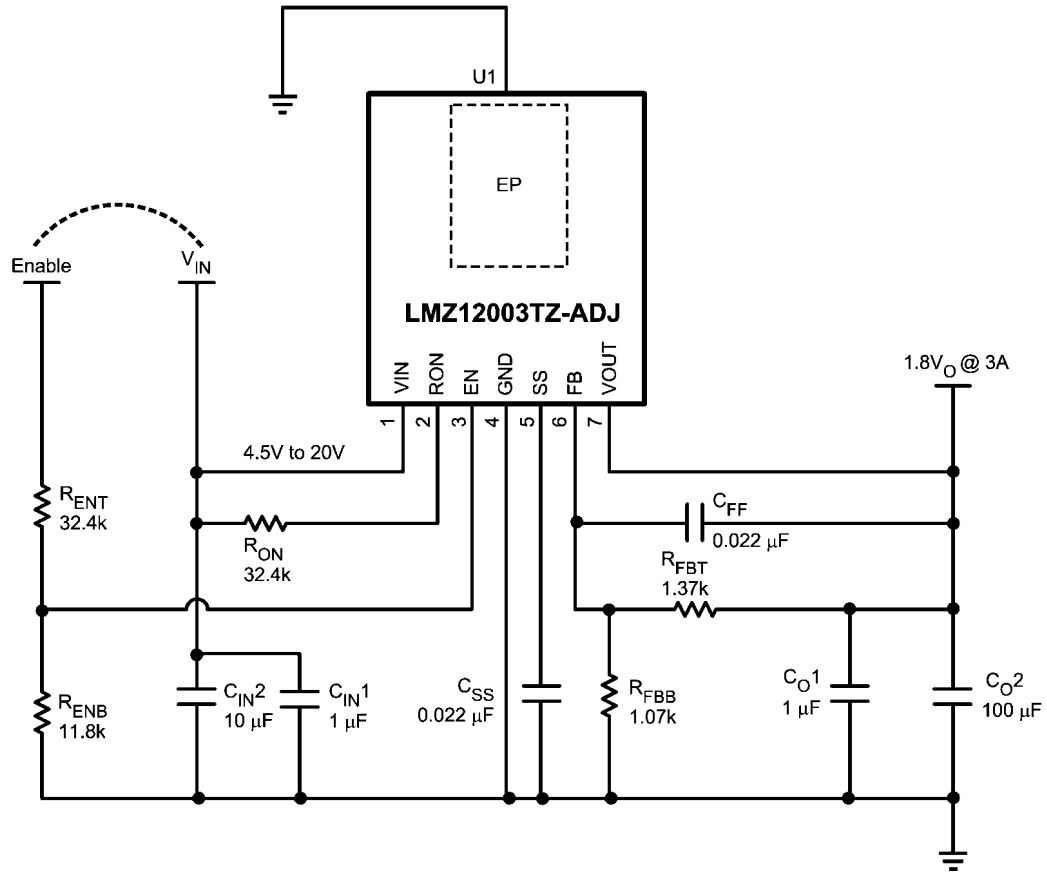 U1
EP
LMZ12003TZ-ADJ
VIN
RON
EN
GND
SS
FB
VOUT
1
2
3
4
5
6
7
Enable
VIN
1.8VO @ 3A
4.5V to 20V
RENT
32.4k
RON
32.4k
CFF
0.022 µF
RFBT
1.37k
RENB
11.8k
CIN2
10 µF
CIN1
1 µF
CSS
0.022 µF
RFBB
1.07k
CO1
1 µF
CO2
100 µF